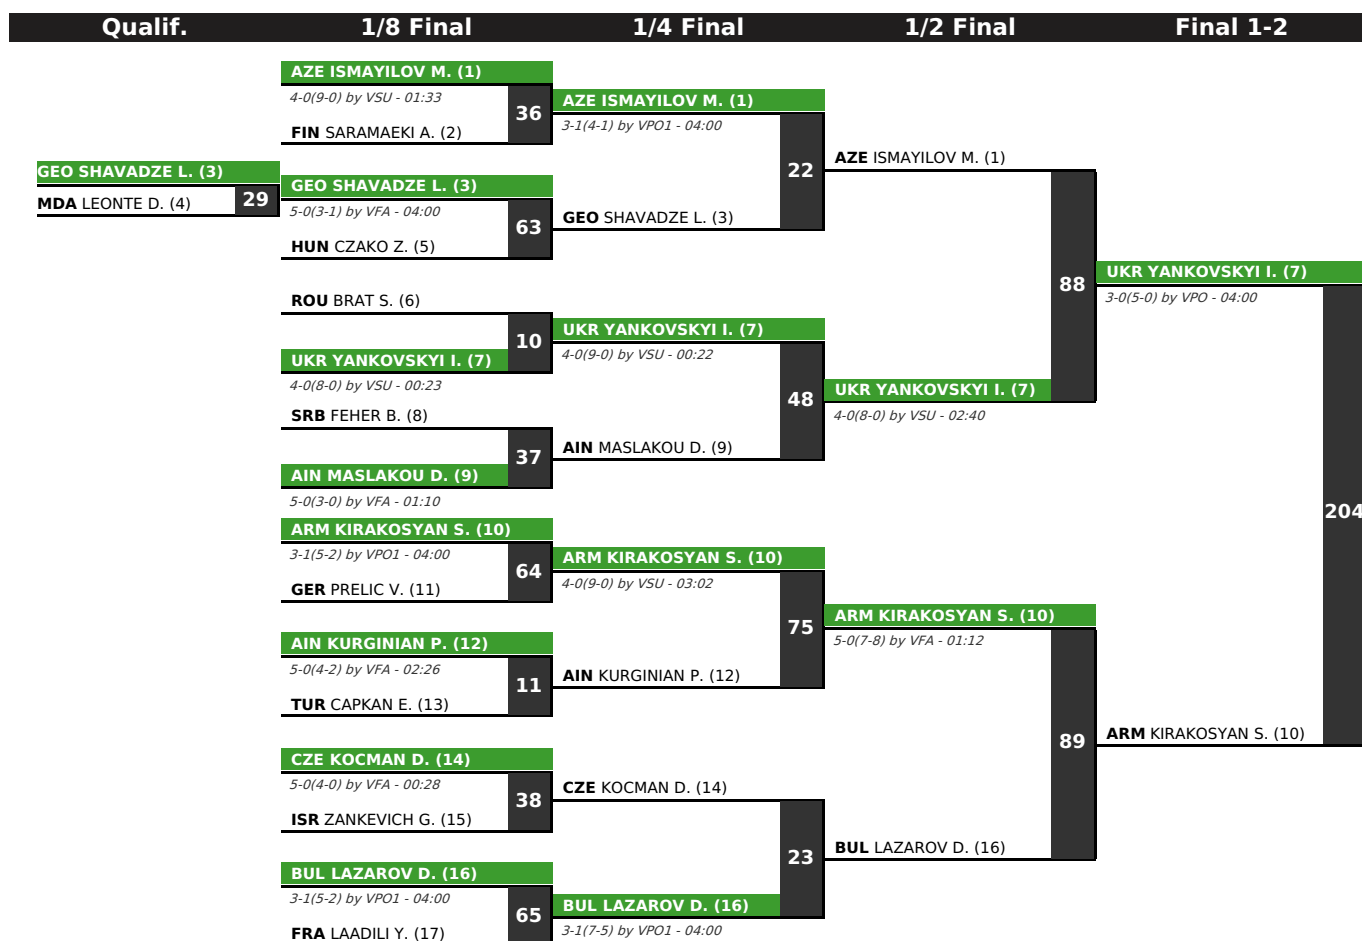 Qualif. 1/8 Final 1/4 Final 1/2 Final Final 1-2
GEO SHAVADZE L. (3)
MDA LEONTE D. (4)
29
AZE ISMAYILOV M. (1)
4-0(9-0) by VSU - 01:33
FIN SARAMAEKI A. (2)
36
GEO SHAVADZE L. (3)
5-0(3-1) by VFA - 04:00
HUN CZAKO Z. (5)
63
ROU BRAT S. (6)
10
UKR YANKOVSKYI I. (7)
4-0(8-0) by VSU - 00:23
SRB FEHER B. (8)
37
AIN MASLAKOU D. (9)
5-0(3-0) by VFA - 01:10
ARM KIRAKOSYAN S. (10)
3-1(5-2) by VPO1 - 04:00
GER PRELIC V. (11)
64
AIN KURGINIAN P. (12)
5-0(4-2) by VFA - 02:26
TUR CAPKAN E. (13)
11
CZE KOCMAN D. (14)
5-0(4-0) by VFA - 00:28
ISR ZANKEVICH G. (15)
38
BUL LAZAROV D. (16)
3-1(5-2) by VPO1 - 04:00
FRA LAADILI Y. (17)
65
AZE ISMAYILOV M. (1)
3-1(4-1) by VPO1 - 04:00
GEO SHAVADZE L. (3)
22
UKR YANKOVSKYI I. (7)
4-0(9-0) by VSU - 00:22
AIN MASLAKOU D. (9)
48
ARM KIRAKOSYAN S. (10)
4-0(9-0) by VSU - 03:02
AIN KURGINIAN P. (12)
75
CZE KOCMAN D. (14)
23
BUL LAZAROV D. (16)
3-1(7-5) by VPO1 - 04:00
AZE ISMAYILOV M. (1)
88
UKR YANKOVSKYI I. (7)
4-0(8-0) by VSU - 02:40
ARM KIRAKOSYAN S. (10)
5-0(7-8) by VFA - 01:12
BUL LAZAROV D. (16)
89
UKR YANKOVSKYI I. (7)
3-0(5-0) by VPO - 04:00
ARM KIRAKOSYAN S. (10)
204